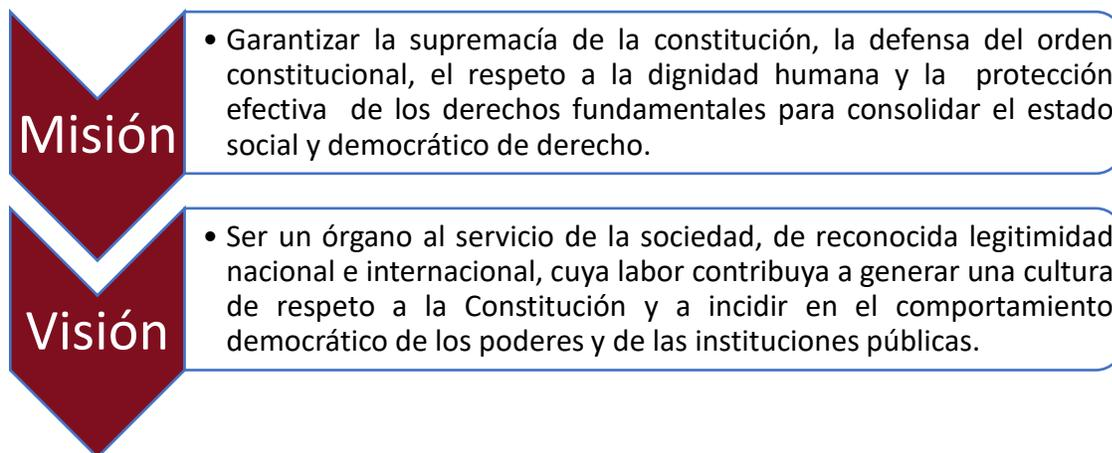 Misión
• Garantizar la supremacía de la constitución, la defensa del orden
constitucional, el respeto a la dignidad humana y la protección
efectiva de los derechos fundamentales para consolidar el estado
social y democrático de derecho.
Visión
• Ser un órgano al servicio de la sociedad, de reconocida legitimidad
nacional e internacional, cuya labor contribuya a generar una cultura
de respeto a la Constitución y a incidir en el comportamiento
democrático de los poderes y de las instituciones públicas.